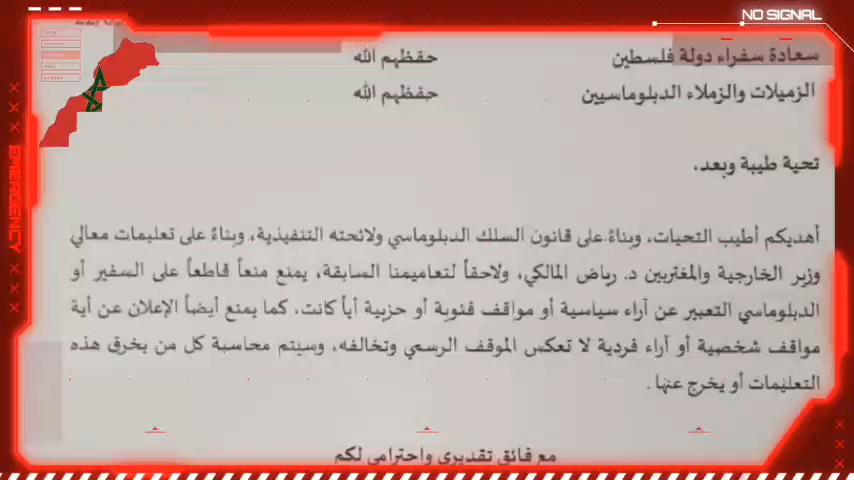 NO SIGNAL
سعادة سفراء دولة فلسطين حفظهم الله
الزميلات والزملاء الدبلوماسيين حفظهم الله
تحية طيبة وبعد،
أهديكم أطيب التحيات، وبناءً على قانون السلك الدبلوماسي ولائحته التنفيذية، وبناءً على تعليمات معالي
وزير الخارجية والمغتربين د. رياض المالكي، ولاحقاً لتعاميمنا السابقة، يمنع منعاً قاطعاً على السفير أو
الدبلوماسي التعبير عن آراء سياسية أو مواقف فئوية أو حزبية أياً كانت، كما يمنع أيضاً الإعلان عن أية
مواقف شخصية أو آراء فردية لا تعكس الموقف الرسمي وتخالفه، وسيتم محاسبة كل من يخرق هذه
التعليمات أو يخرج عنها.
مع فائق تقديري واحترامي لكم
EMERGENCY